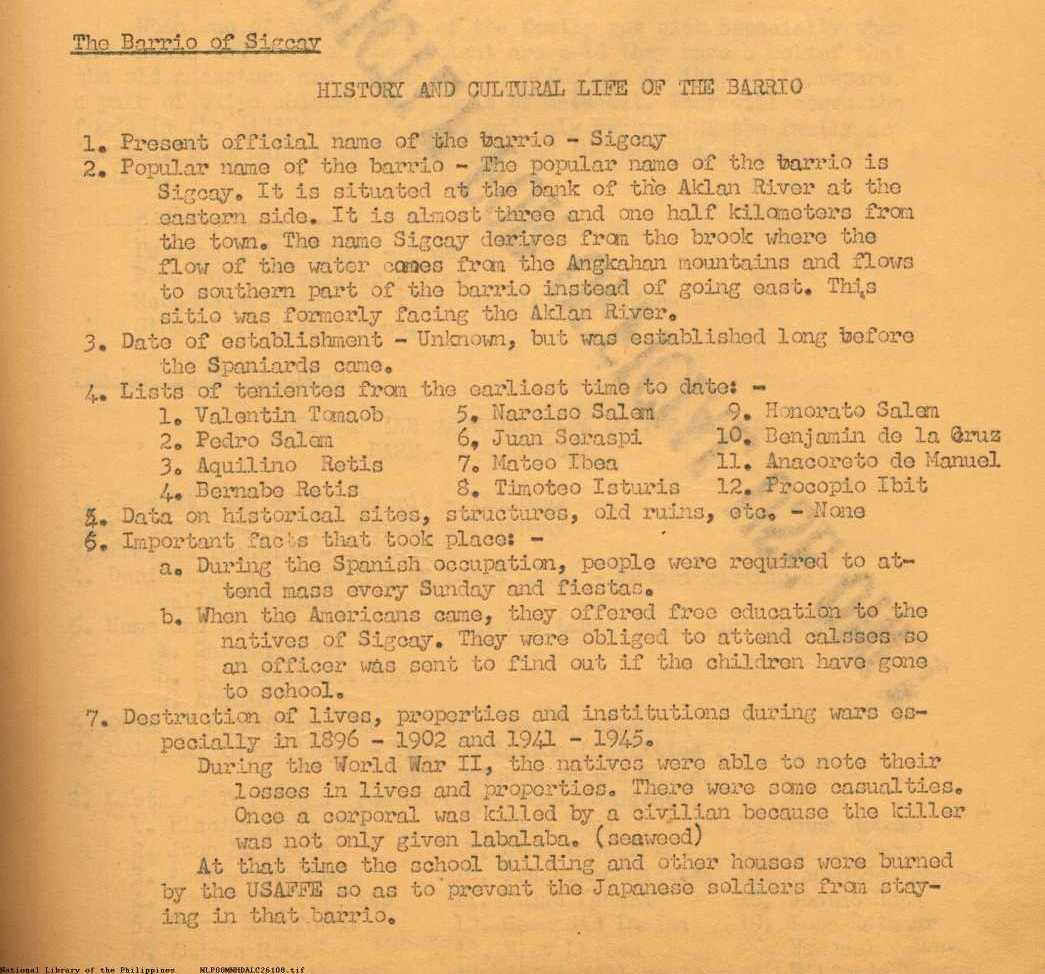 The Barrio of Sigcay
HISTORY AND CULTURAL LIFE OF THE BARRIO
1. Present official name of the barrio - Sigcay
2. Popular name of the barrio - The popular name of the barrio is
Sigcay. It is situated at the bank of the Aklan River at the
eastern side. It is almost three and one half kilometers from
the town. The name Sigcay derives from the brook where the
flow of the water comes from the Angkahan mountains and flows
to southern part of the barrio instead of going east. This
sitio was formerly facing the Aklan River.
3. Date of establishment - Unknown, but was established long before
the Spaniards came.
4. Lists of tenientes from the earliest time to date: -
1. Valentin Tomaob 5. Narciso Salem 9. Honorato Salem
2. Pedro Salem 6, Juan Seraspi 10. Benjamin de la Cruz
3. Aquilino Retis 7. Mateo Ibea 11. Anacoreto de Manuel
4. Bernabe Retis 8. Timoteo Isturis 12. Procopio Ibit
5. Data on historical sites, structures, old ruins, etc. - None
6. Important facts that took place: -
a. During the Spanish occupation, people were required to at-
tend mass every Sunday and fiestas.
b. When the Americans came, they offered free education to the
natives of Sigcay. They were obliged to attend calsses so
an officer was sent to find out if the children have gone
to school.
7. Destruction of lives, properties and institutions during wars es-
pecially in 1896 - 1902 and 1941 - 1945.
During the World War II, the natives were able to note their
losses in lives and properties. There were some casualties.
Once a corporal was killed by a civilian because the killer
was not only given labalaba. (seaweed)
At that time the school building and other houses were burned
by the USAFFE so as to prevent the Japanese soldiers from stay-
ing in that barrio.
National Library of the Philippines NLPOOMNHDALC26108.tif